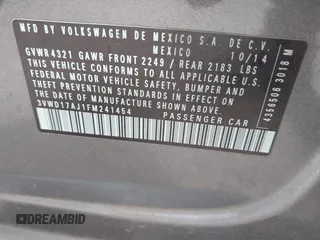 MFD BY VOLKSWAGEN DE MEXICO S.A. DE C.V.
MEXICO 10/14
GVWR 4321 GAWR FRONT 2249 / REAR 2183 LBS
THIS VEHICLE CONFORMS TO ALL APPLICABLE
FEDERAL MOTOR VEHICLE SAFETY, BUMPER AND
THEFT PREVENTION STANDARDS IN EFFECT ON
THE DATE OF MANUFACTURE SHOWN ABOVE.
3VWD17AJ1FM241454
PASSENGER CAR
4356506 3018 M
DREAMBID